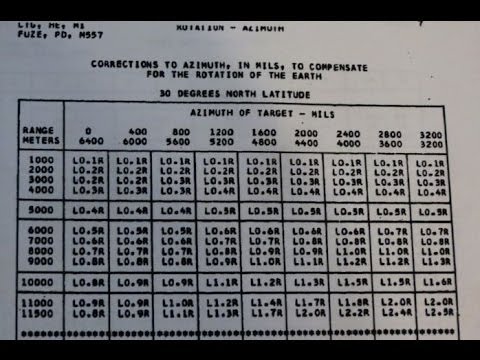 CTG, HE, M1
FUZE, PD, M557
ROTATION - AZIMUTH
CORRECTIONS TO AZIMUTH, IN MILS, TO COMPENSATE
FOR THE ROTATION OF THE EARTH
30 DEGREES NORTH LATITUDE
AZIMUTH OF TARGET - MILS
RANGE 0 400 800 1200 1600 2000 2400 2800 3200
METERS 6400 6000 5600 5200 4800 4400 4000 3600 3200
1000 L0.1R L0.1R L0.1R L0.1R L0.1R L0.1R L0.1R L0.1R L0.1R
2000 L0.2R L0.2R L0.2R L0.2R L0.2R L0.2R L0.2R L0.2R L0.2R
3000 L0.2R L0.2R L0.2R L0.3R L0.3R L0.3R L0.3R L0.3R L0.3R
4000 L0.3R L0.3R L0.3R L0.4R L0.4R L0.4R L0.4R L0.4R L0.4R
5000 L0.4R L0.4R L0.4R L0.5R L0.5R L0.5R L0.5R L0.5R L0.5R
6000 L0.5R L0.5R L0.5R L0.6R L0.6R L0.6R L0.6R L0.7R L0.7R
7000 L0.6R L0.6R L0.6R L0.7R L0.7R L0.8R L0.8R L0.8R
8000 L0.7R L0.7R L0.7R L0.8R L0.9R L0.9R L1.0R L1.0R
9000 L0.8R L0.8R L0.8R L0.9R L1.0R L1.1R L1.2R L1.2R L1.3R
10000 L0.8R L0.9R L0.9R L1.1R L1.2R L1.3R L1.5R L1.5R L1.6R
11000 L0.9R L0.9R L1.0R L1.2R L1.4R L1.7R L1.8R L2.0R L2.0R
11500 L0.9R L0.9R L1.1R L1.3R L1.7R L2.0R L2.2R L2.4R L2.5R